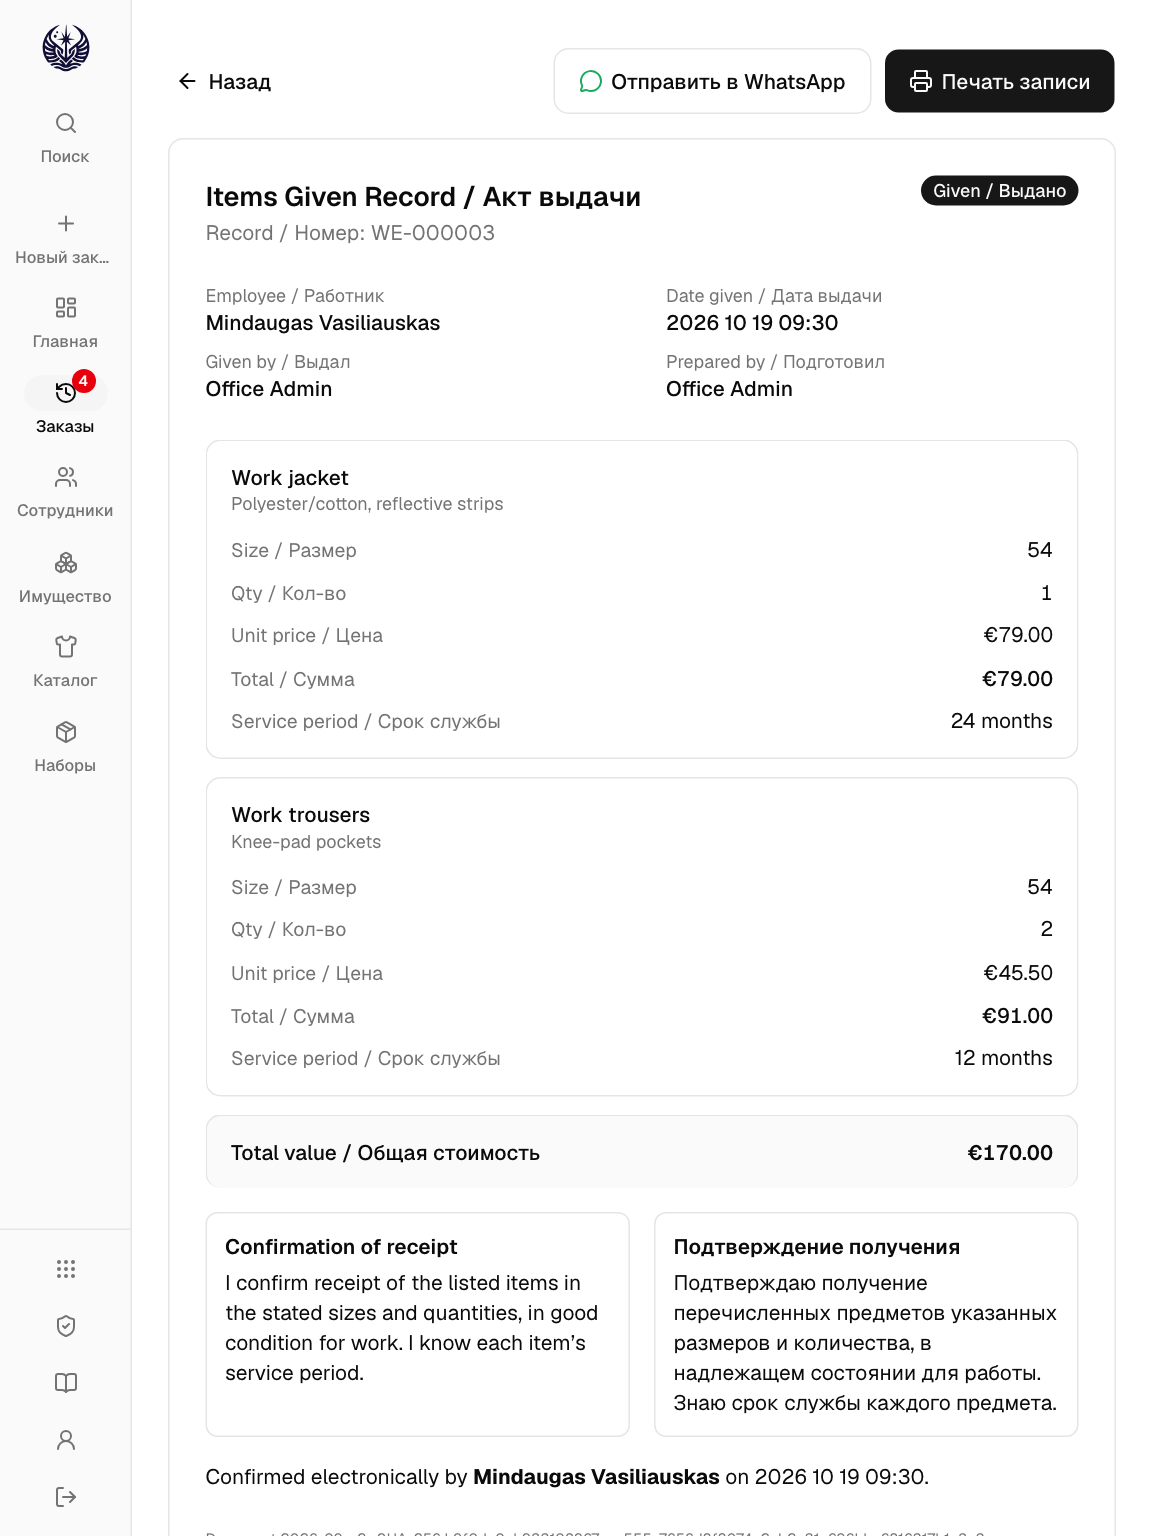 Назад
Отправить в WhatsApp
Печать записи
Поиск
Новый зак...
Главная
4
Заказы
Сотрудники
Имущество
Каталог
Наборы
Items Given Record / Акт выдачи
Given / Выдано
Record / Номер: WE-000003
Employee / Работник
Mindaugas Vasiliauskas
Date given / Дата выдачи
2026 10 19 09:30
Given by / Выдал
Office Admin
Prepared by / Подготовил
Office Admin
Work jacket
Polyester/cotton, reflective strips
Size / Размер 54
Qty / Кол-во 1
Unit price / Цена €79.00
Total / Сумма €79.00
Service period / Срок службы 24 months
Work trousers
Knee-pad pockets
Size / Размер 54
Qty / Кол-во 2
Unit price / Цена €45.50
Total / Сумма €91.00
Service period / Срок службы 12 months
Total value / Общая стоимость €170.00
Confirmation of receipt
I confirm receipt of the listed items in
the stated sizes and quantities, in good
condition for work. I know each item’s
service period.
Подтверждение получения
Подтверждаю получение
перечисленных предметов указанных
размеров и количества, в
надлежащем состоянии для работы.
Знаю срок службы каждого предмета.
Confirmed electronically by Mindaugas Vasiliauskas on 2026 10 19 09:30.